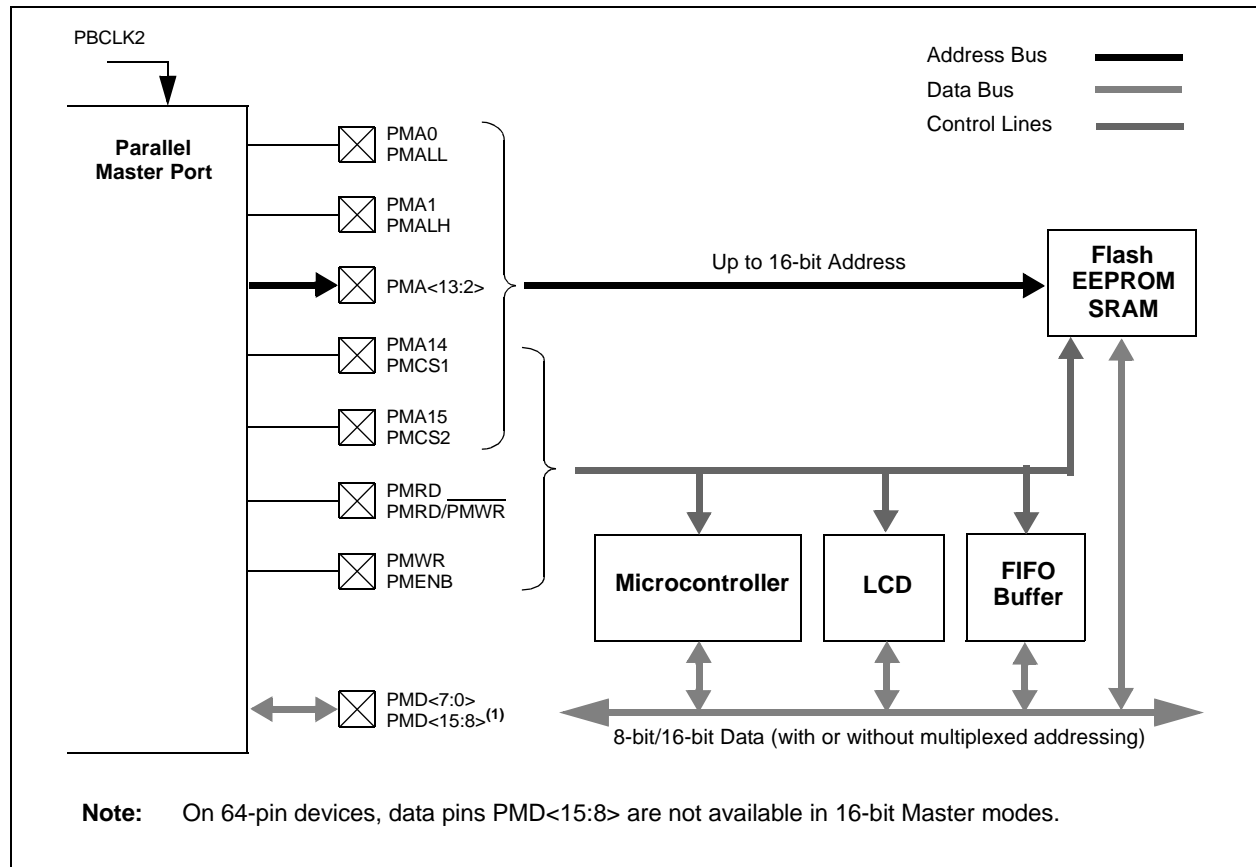 PBCLK2
Address Bus
Data Bus
Control Lines
Parallel
Master Port
PMA0
PMALL
PMA1
PMALH
PMA<13:2>
PMA14
PMCS1
PMA15
PMCS2
PMRD
PMRD/PMWR
PMWR
PMENB
PMD<7:0>
PMD<15:8>(1)
Up to 16-bit Address
Flash
EEPROM
SRAM
Microcontroller
LCD
FIFO
Buffer
8-bit/16-bit Data (with or without multiplexed addressing)
Note: On 64-pin devices, data pins PMD<15:8> are not available in 16-bit Master modes.